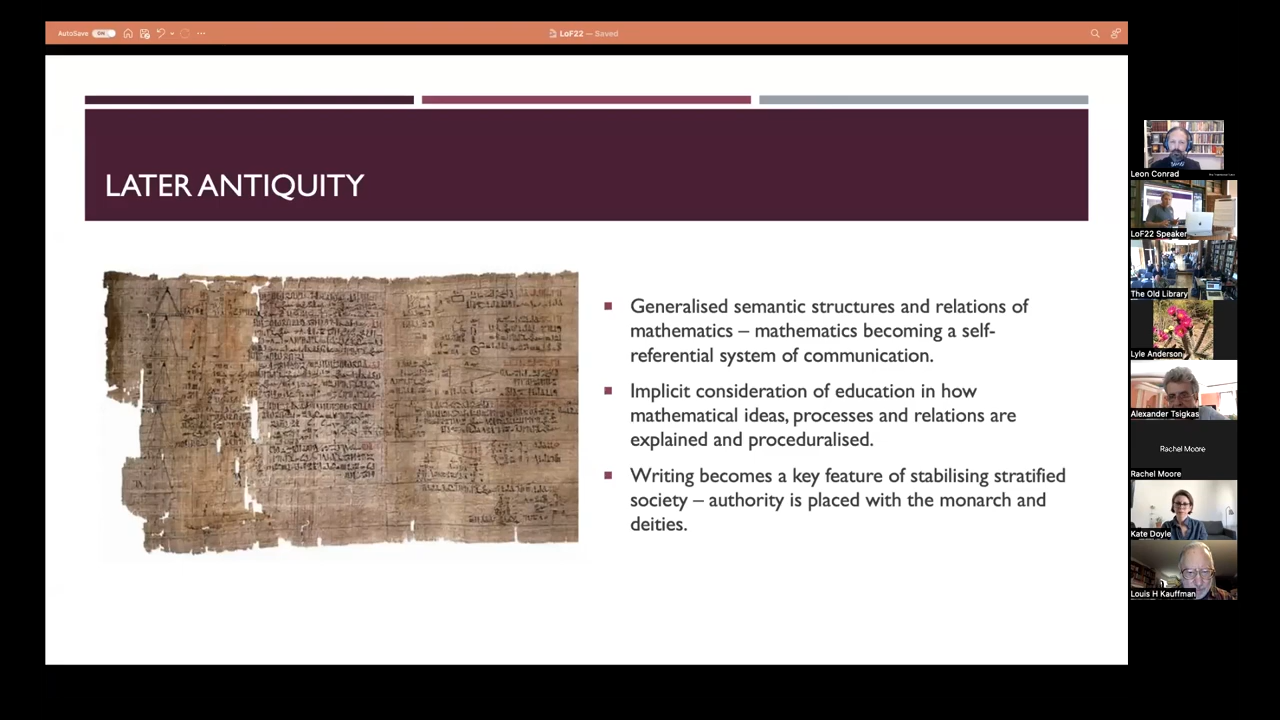 AutoSave ON
LoF22 — Saved
LATER ANTIQUITY
Generalised semantic structures and relations of
mathematics – mathematics becoming a self-
referential system of communication.
Implicit consideration of education in how
mathematical ideas, processes and relations are
explained and proceduralised.
Writing becomes a key feature of stabilising stratified
society – authority is placed with the monarch and
deities.
Leon Conrad
LoF22 Speaker
The Old Library
Lyle Anderson
Alexander Tsigkas
Rachel Moore
Rachel Moore
Kate Doyle
Louis H Kauffman